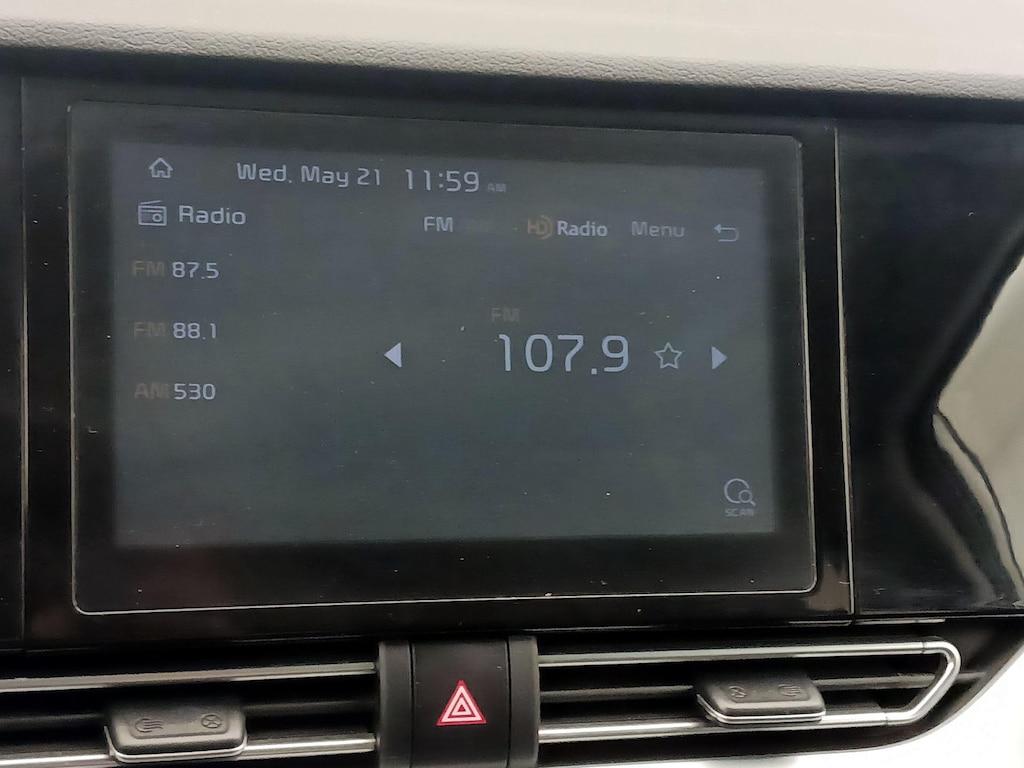 Wed. May 21 11:59 AM
Radio FM HD Radio Menu
FM 87.5
FM 88.1
AM 530
FM
107.9
SCAN